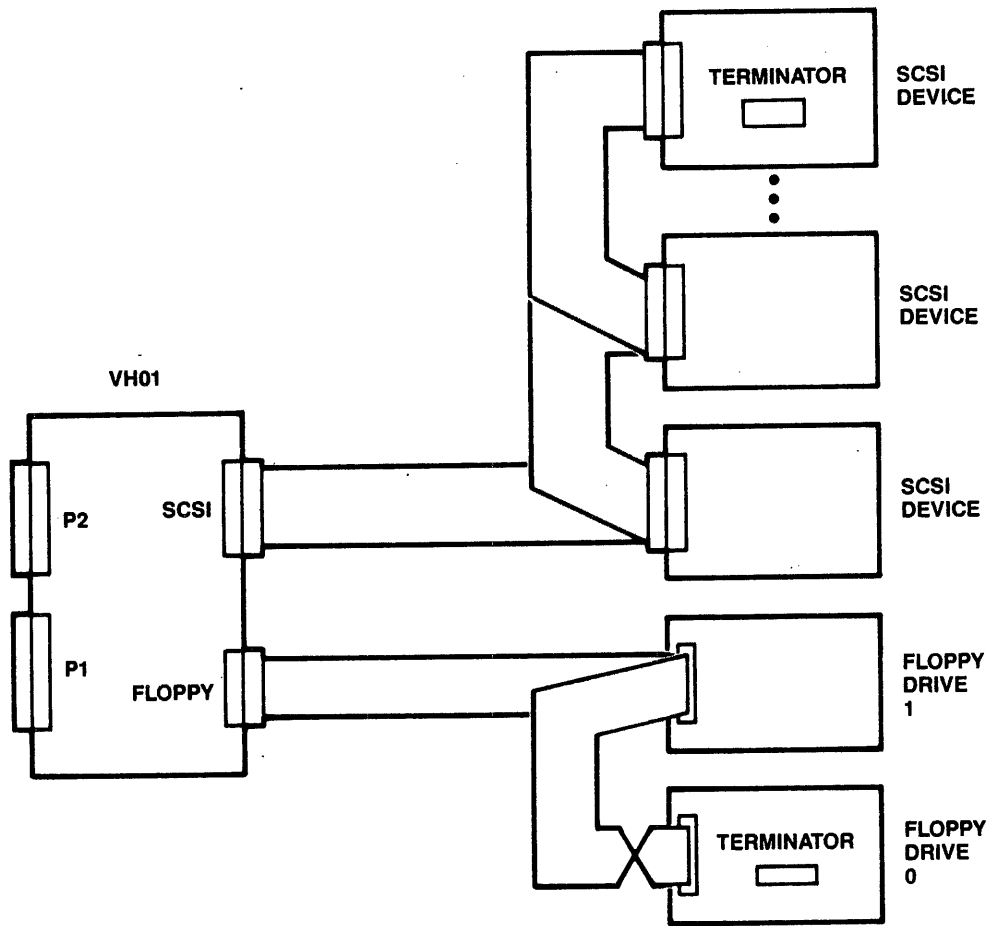 TERMINATOR
SCSI
DEVICE
SCSI
DEVICE
VH01
P2
SCSI
SCSI
DEVICE
P1
FLOPPY
FLOPPY
DRIVE
1
TERMINATOR
FLOPPY
DRIVE
0